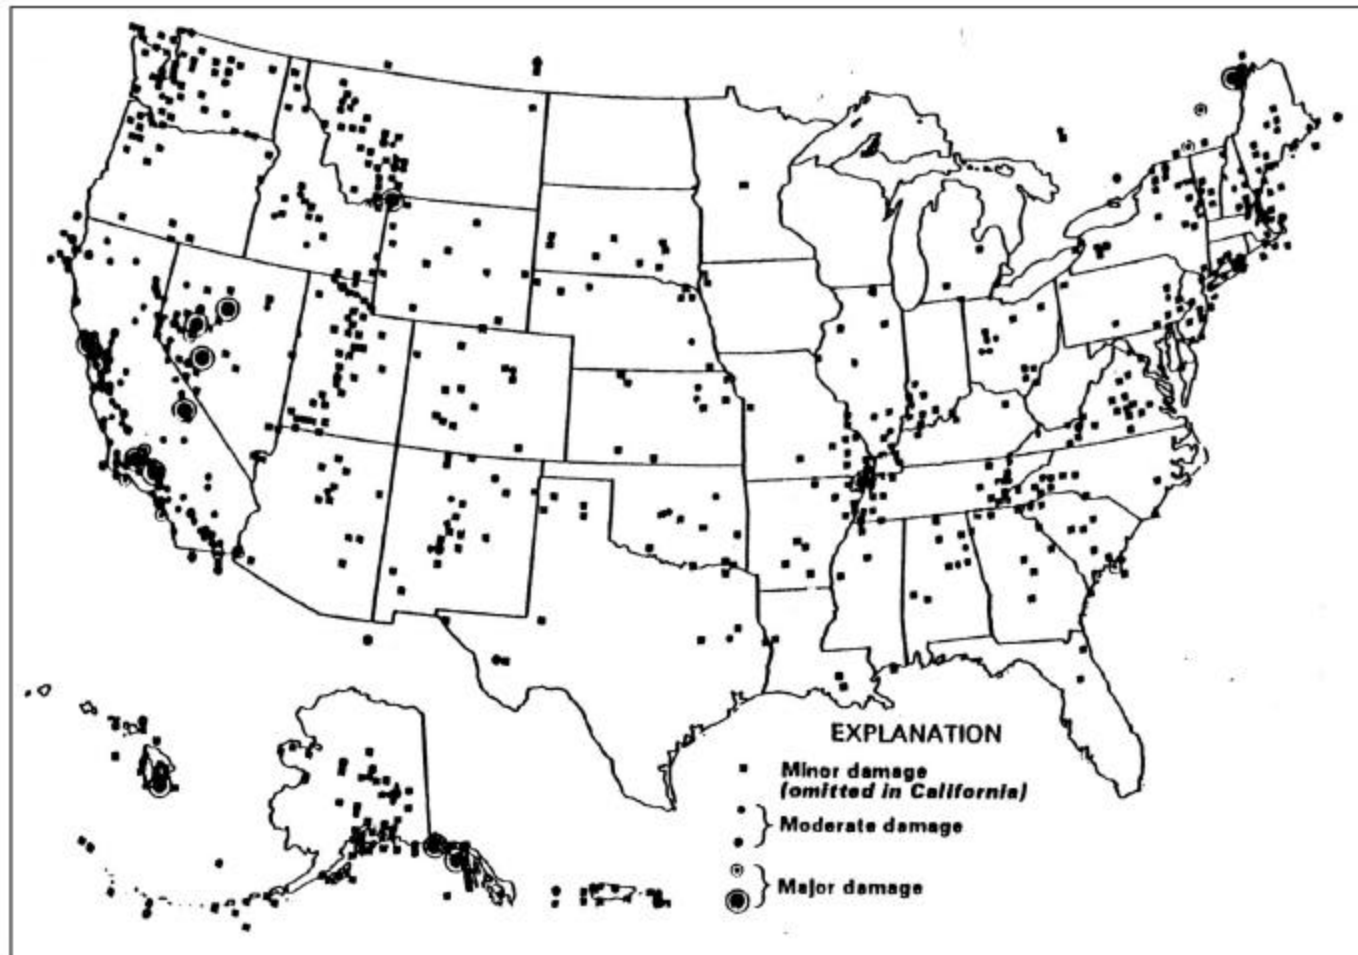 EXPLANATION
Minor damage
(omitted in California)
Moderate damage
Major damage